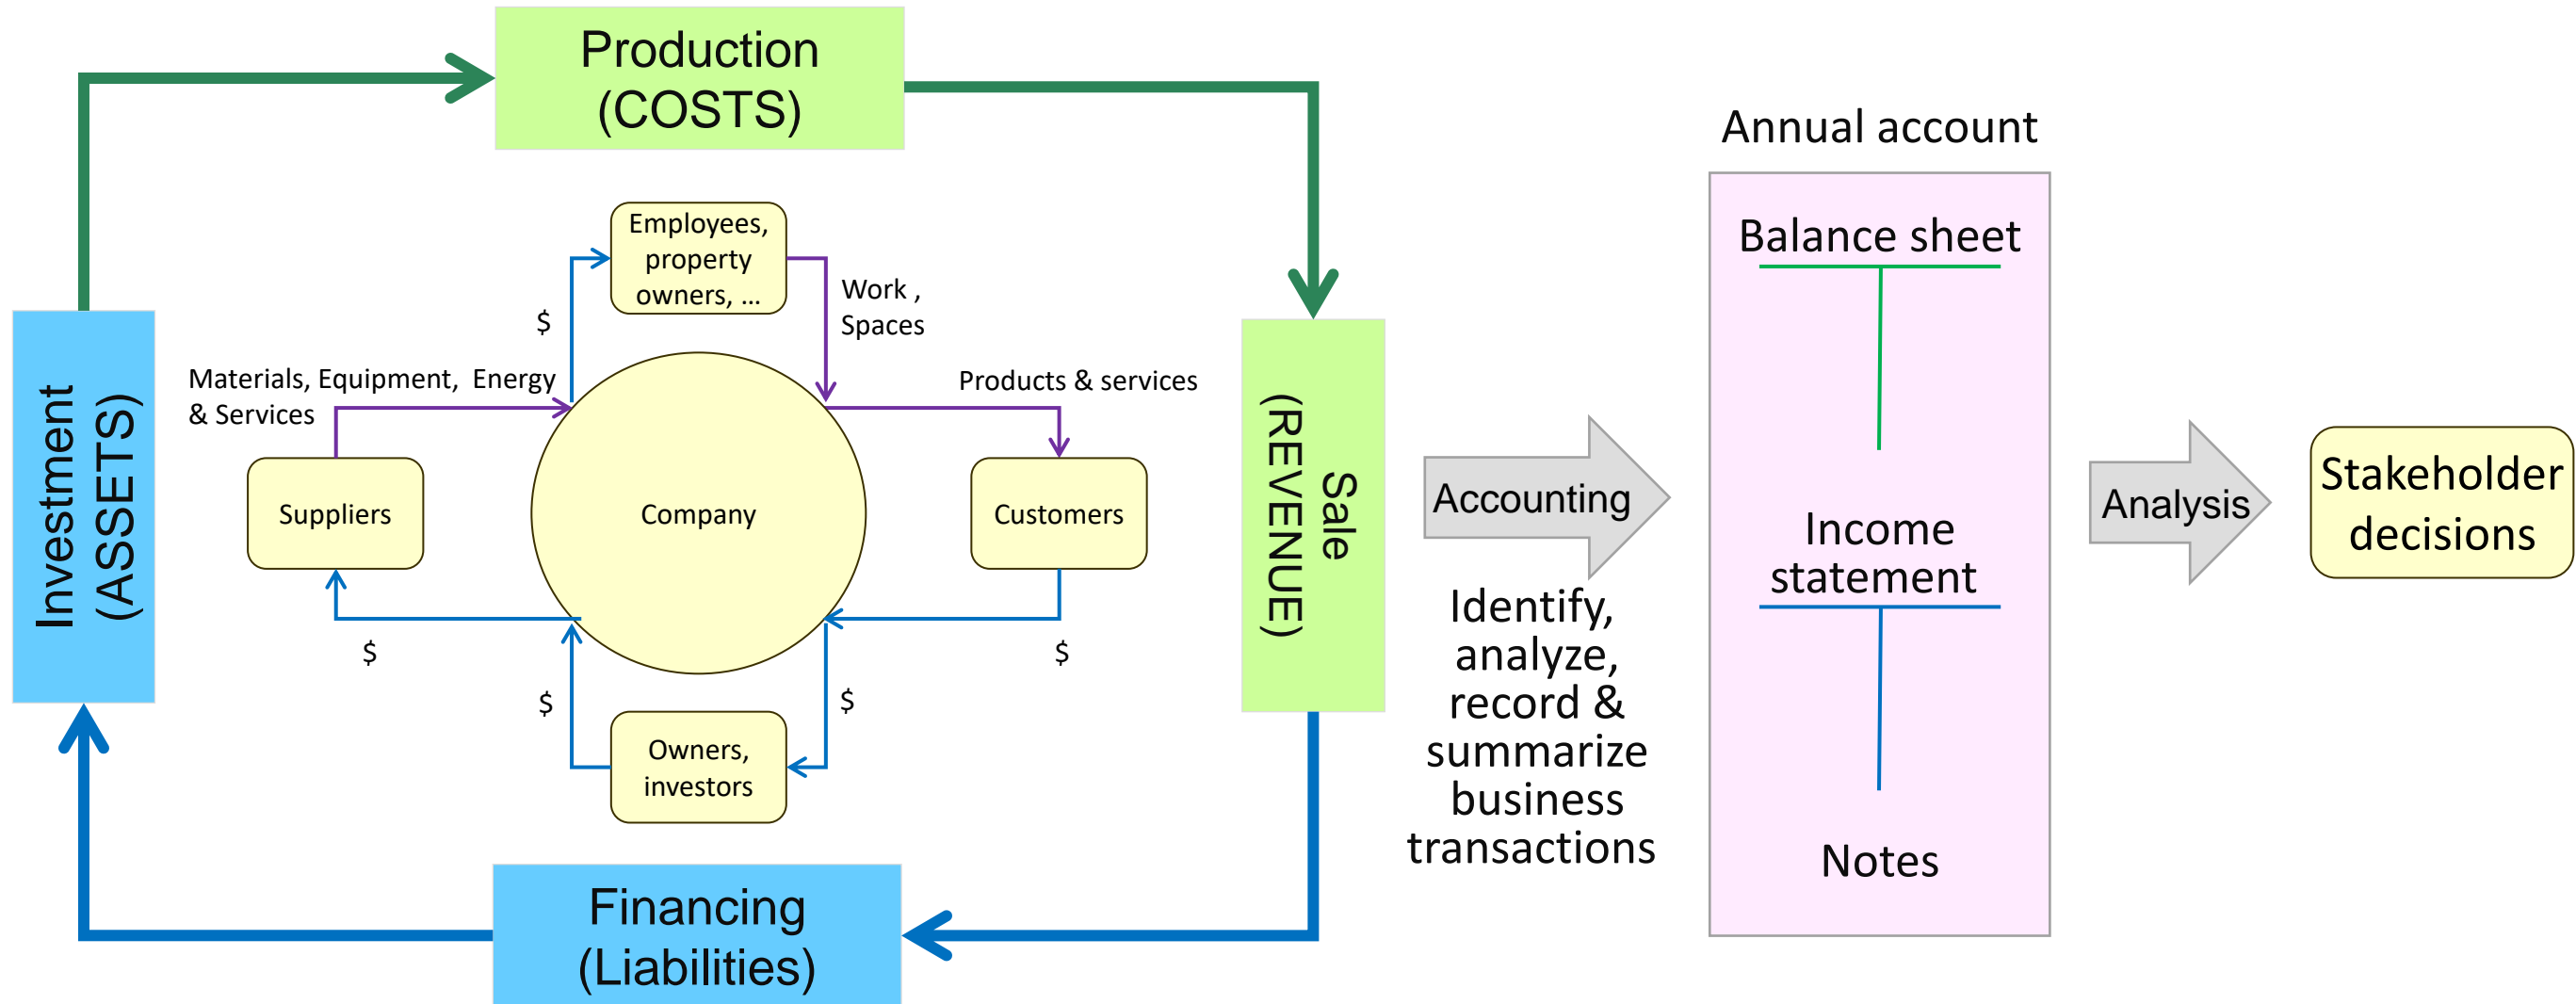 Production
(COSTS)
Annual account
Employees,
property
owners, ...
Balance sheet
Work ,
Spaces
$
Materials, Equipment,  Energy
& Services
Products & services
Investment
(ASSETS)
Suppliers
Company
Customers
Sale
(REVENUE)
Accounting
Identify,
analyze,
record &
summarize
business
transactions
Income
statement
Notes
Analysis
Stakeholder
decisions
$
$
$
$
Owners,
investors
Financing
(Liabilities)